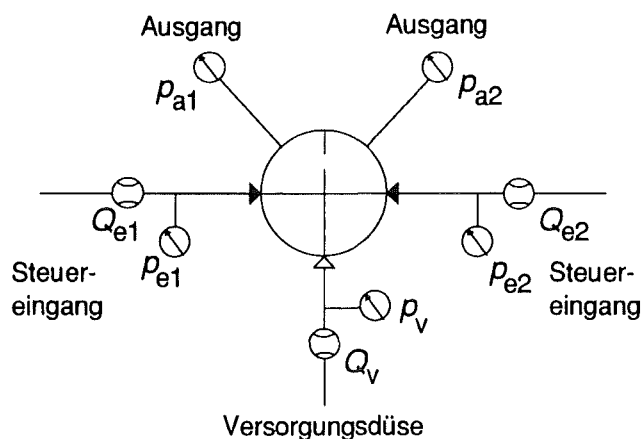 Ausgang
Ausgang
p_a1
p_a2
Q_e1
Q_e2
p_e1
p_e2
Steuer-
eingang
Steuer-
eingang
p_v
Q_v
Versorgungsdüse